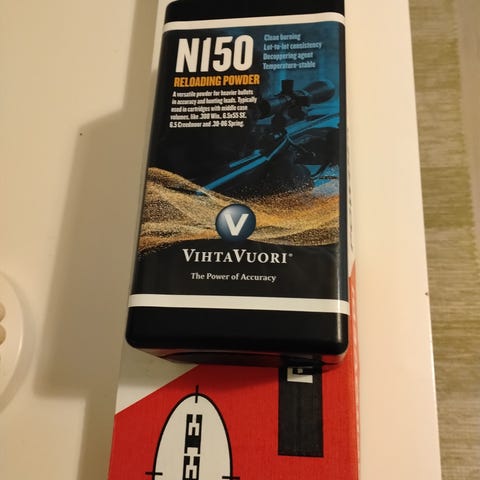 N150
RELOADING POWDER
Clean burning
Lot-to-lot consistency
Decoppering agent
Temperature-stable
A versatile powder for heavier bullets
in accuracy and hunting loads. Typically
used in cartridges with middle case
volumes, like .308 Win., 6.5x55 SE,
6.5 Creedmoor and .30-06 Spring.
V
VIHTAVUORI®
The Power of Accuracy